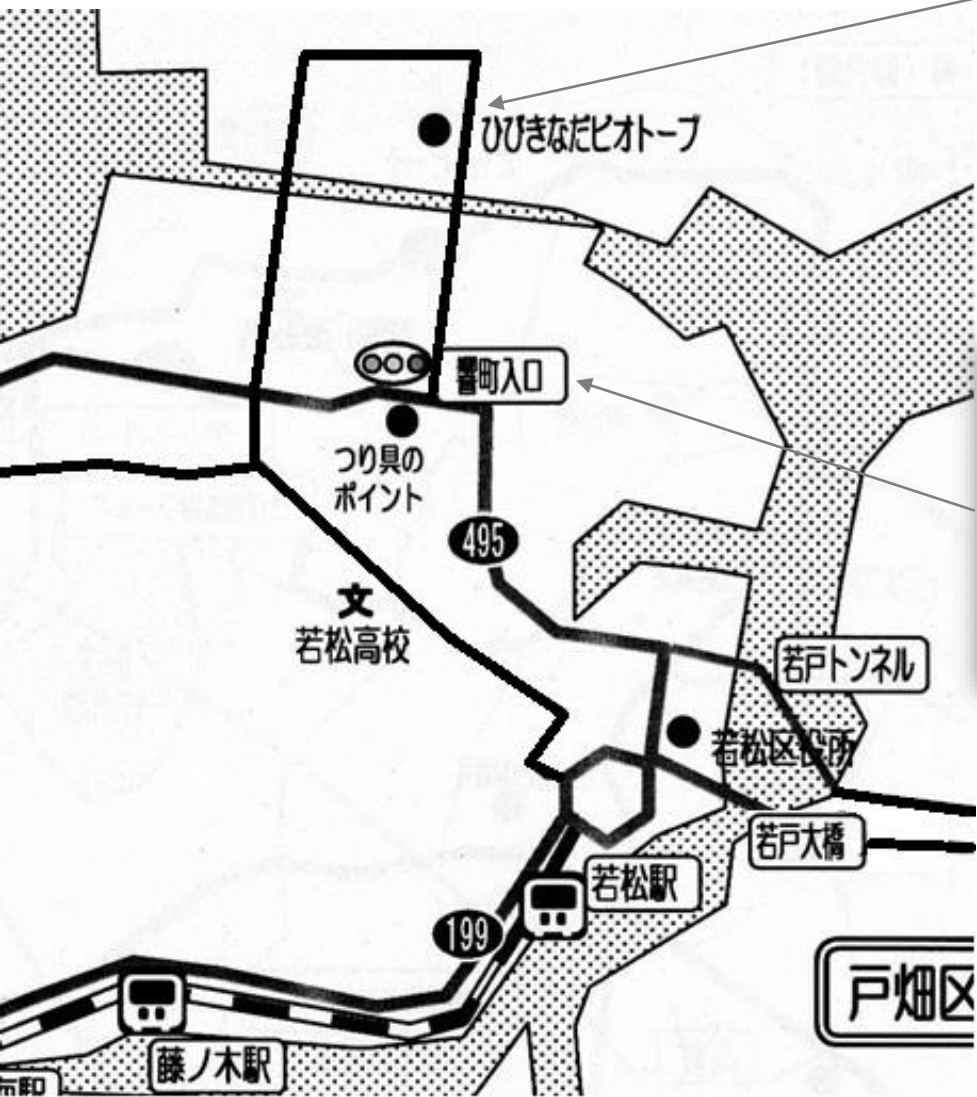 ひびきなだビオトープ
響町入口
つり具の
ポイント
495
文
若松高校
若戸トンネル
若松区役所
若戸大橋
若松駅
199
戸畑区
藤ノ木駅